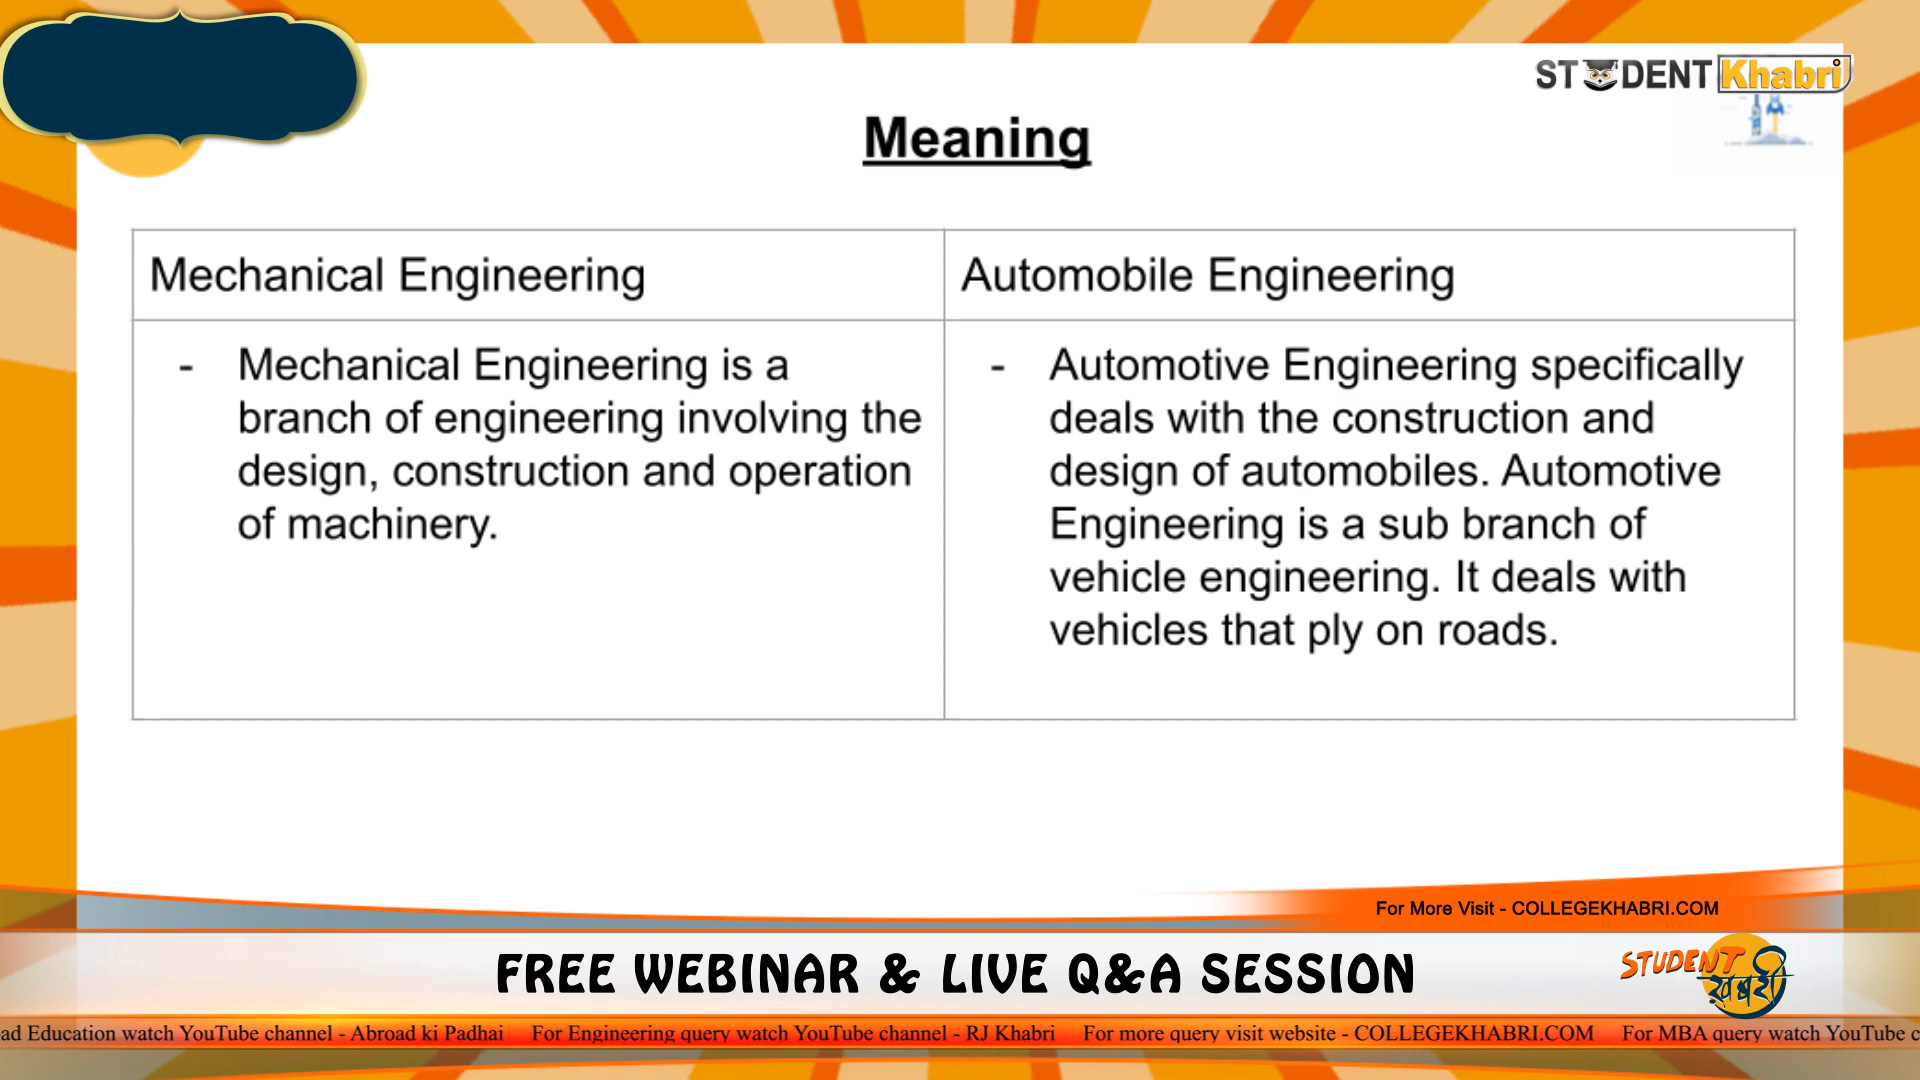 STUDENT Khabri
Meaning
Mechanical Engineering
Automobile Engineering
- Mechanical Engineering is a
branch of engineering involving the
design, construction and operation
of machinery.
- Automotive Engineering specifically
deals with the construction and
design of automobiles. Automotive
Engineering is a sub branch of
vehicle engineering. It deals with
vehicles that ply on roads.
For More Visit - COLLEGEKHABRI.COM
FREE WEBINAR & LIVE Q&A SESSION
STUDENT
ख़बरी
ad Education watch YouTube channel - Abroad ki Padhai For Engineering query watch YouTube channel - RJ Khabri For more query visit website - COLLEGEKHABRI.COM For MBA query watch YouTube c